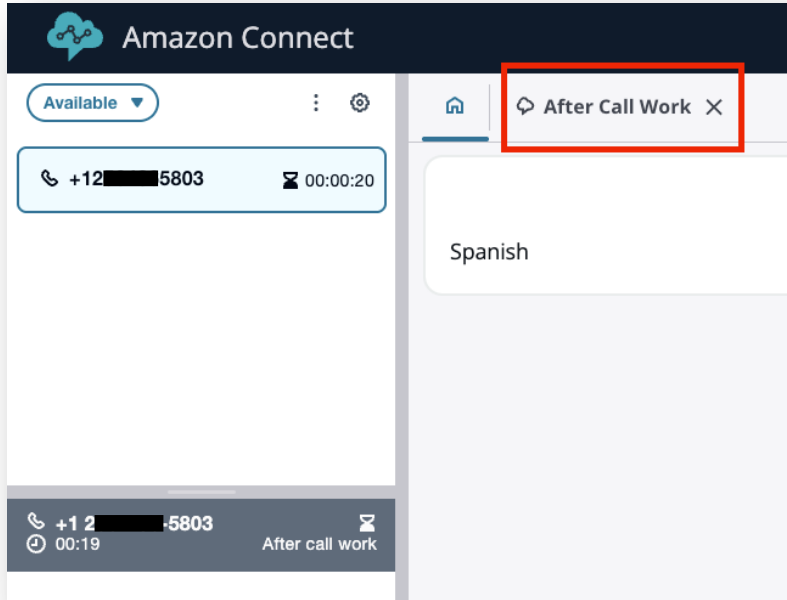 Amazon Connect
Available
After Call Work
+12 5803
00:00:20
Spanish
+1 2 -5803
00:19
After call work